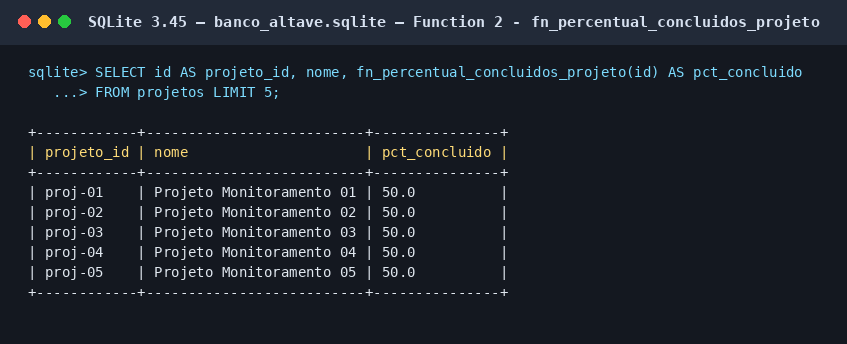 SQLite 3.45 — banco_altave.sqlite — Function 2 - fn_percentual_concluidos_projeto
sqlite> SELECT id AS projeto_id, nome, fn_percentual_concluidos_projeto(id) AS pct_concluido
   ...> FROM projetos LIMIT 5;
+------------+--------------------------+---------------+
| projeto_id | nome                     | pct_concluido |
+------------+--------------------------+---------------+
| proj-01    | Projeto Monitoramento 01 | 50.0          |
| proj-02    | Projeto Monitoramento 02 | 50.0          |
| proj-03    | Projeto Monitoramento 03 | 50.0          |
| proj-04    | Projeto Monitoramento 04 | 50.0          |
| proj-05    | Projeto Monitoramento 05 | 50.0          |
+------------+--------------------------+---------------+